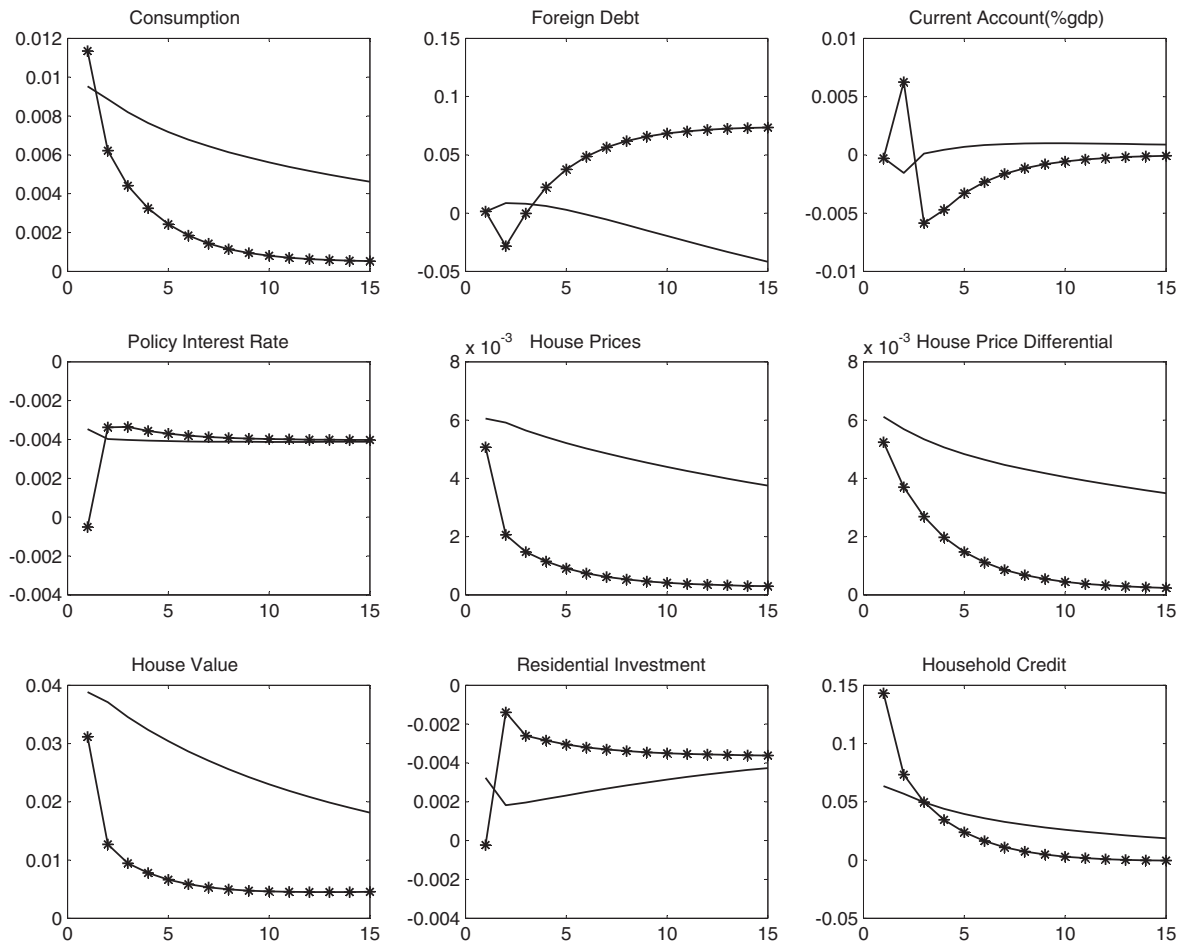 Consumption
0.012
0.01
0.008
0.006
0.004
0.002
0
0 5 10 15
Foreign Debt
0.15
0.1
0.05
0
-0.05
0 5 10 15
Current Account(%gdp)
0.01
0.005
0
-0.005
-0.01
0 5 10 15
Policy Interest Rate
0
-0.002
-0.004
0.002
0
-0.002
-0.004
0 5 10 15
x 10-3 House Prices
8
6
4
2
0
0 5 10 15
x 10-3 House Price Differential
8
6
4
2
0
0 5 10 15
House Value
0.04
0.03
0.02
0.01
0
0 5 10 15
Residential Investment
0
-0.002
-0.004
0.002
0
-0.002
-0.004
0 5 10 15
Household Credit
0.15
0.1
0.05
0
-0.05
0 5 10 15